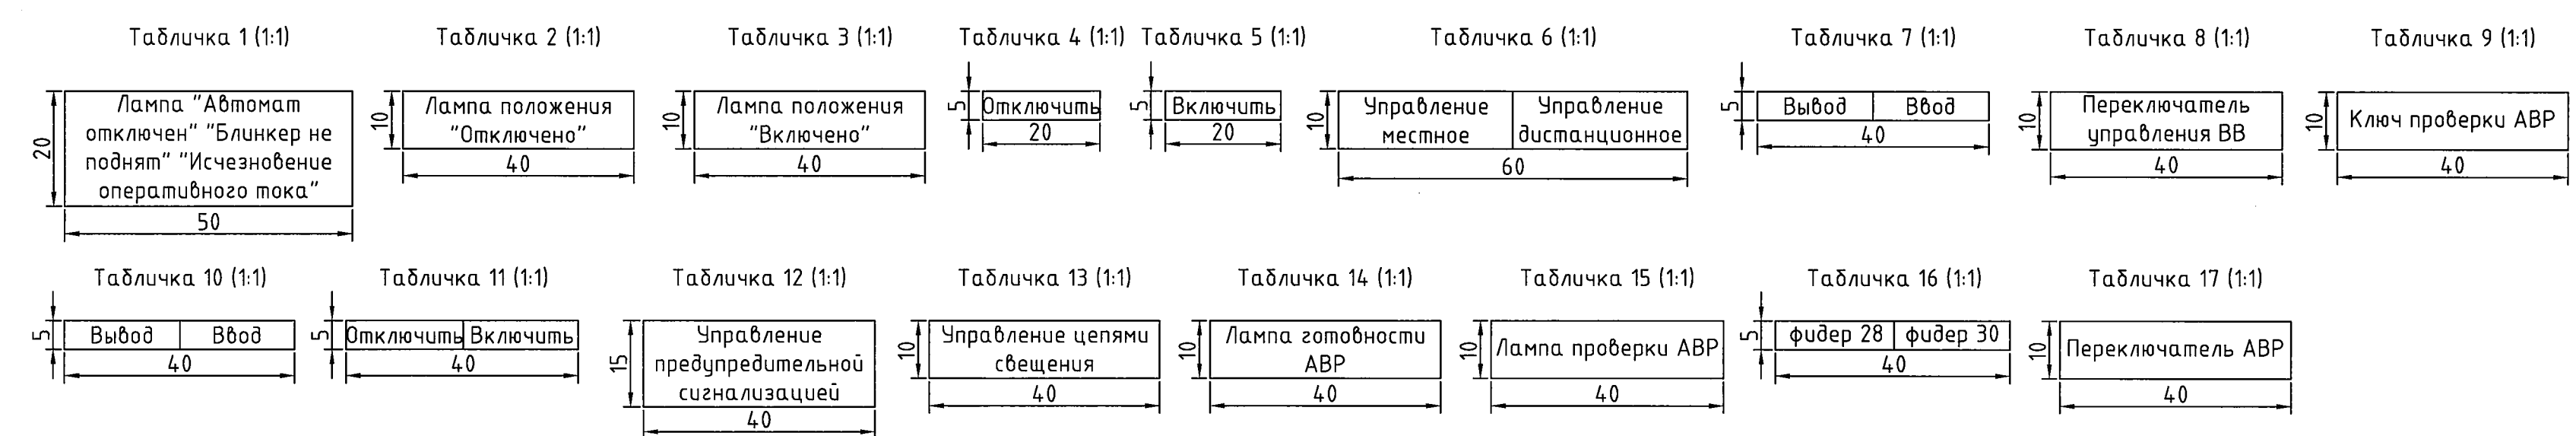 Табличка 1 (1:1)
Лампа "Автомат
отключен" "Блинкер не
поднят" "Исчезновение
оперативного тока"
20
50
Табличка 2 (1:1)
Лампа положения
"Отключено"
10
40
Табличка 3 (1:1)
Лампа положения
"Включено"
10
40
Табличка 4 (1:1)
Отключить
5
20
Табличка 5 (1:1)
Включить
5
20
Табличка 6 (1:1)
Управление
местное
Управление
дистанционное
10
60
Табличка 7 (1:1)
Вывод Ввод
5
40
Табличка 8 (1:1)
Переключатель
управления ВВ
10
40
Табличка 9 (1:1)
Ключ проверки АВР
10
40
Табличка 10 (1:1)
Вывод Ввод
5
40
Табличка 11 (1:1)
Отключить Включить
5
40
Табличка 12 (1:1)
Управление
предупредительной
сигнализацией
15
40
Табличка 13 (1:1)
Управление цепями
свещения
10
40
Табличка 14 (1:1)
Лампа готовности
АВР
10
40
Табличка 15 (1:1)
Лампа проверки АВР
10
40
Табличка 16 (1:1)
фидер 28 фидер 30
5
40
Табличка 17 (1:1)
Переключатель АВР
10
40